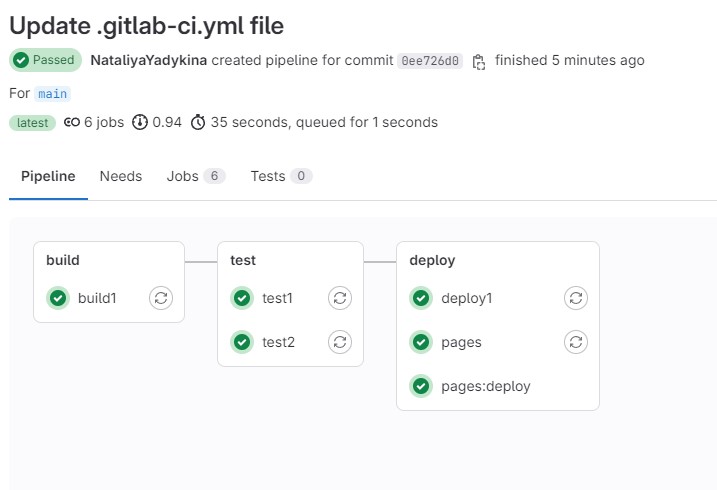 Update .gitlab-ci.yml file
Passed NataliyaYadykina created pipeline for commit 0ee726d0 finished 5 minutes ago
For main
latest 6 jobs 0.94 35 seconds, queued for 1 seconds
Pipeline Needs Jobs 6 Tests 0
build test deploy
build1 test1 deploy1
test2 pages
pages:deploy